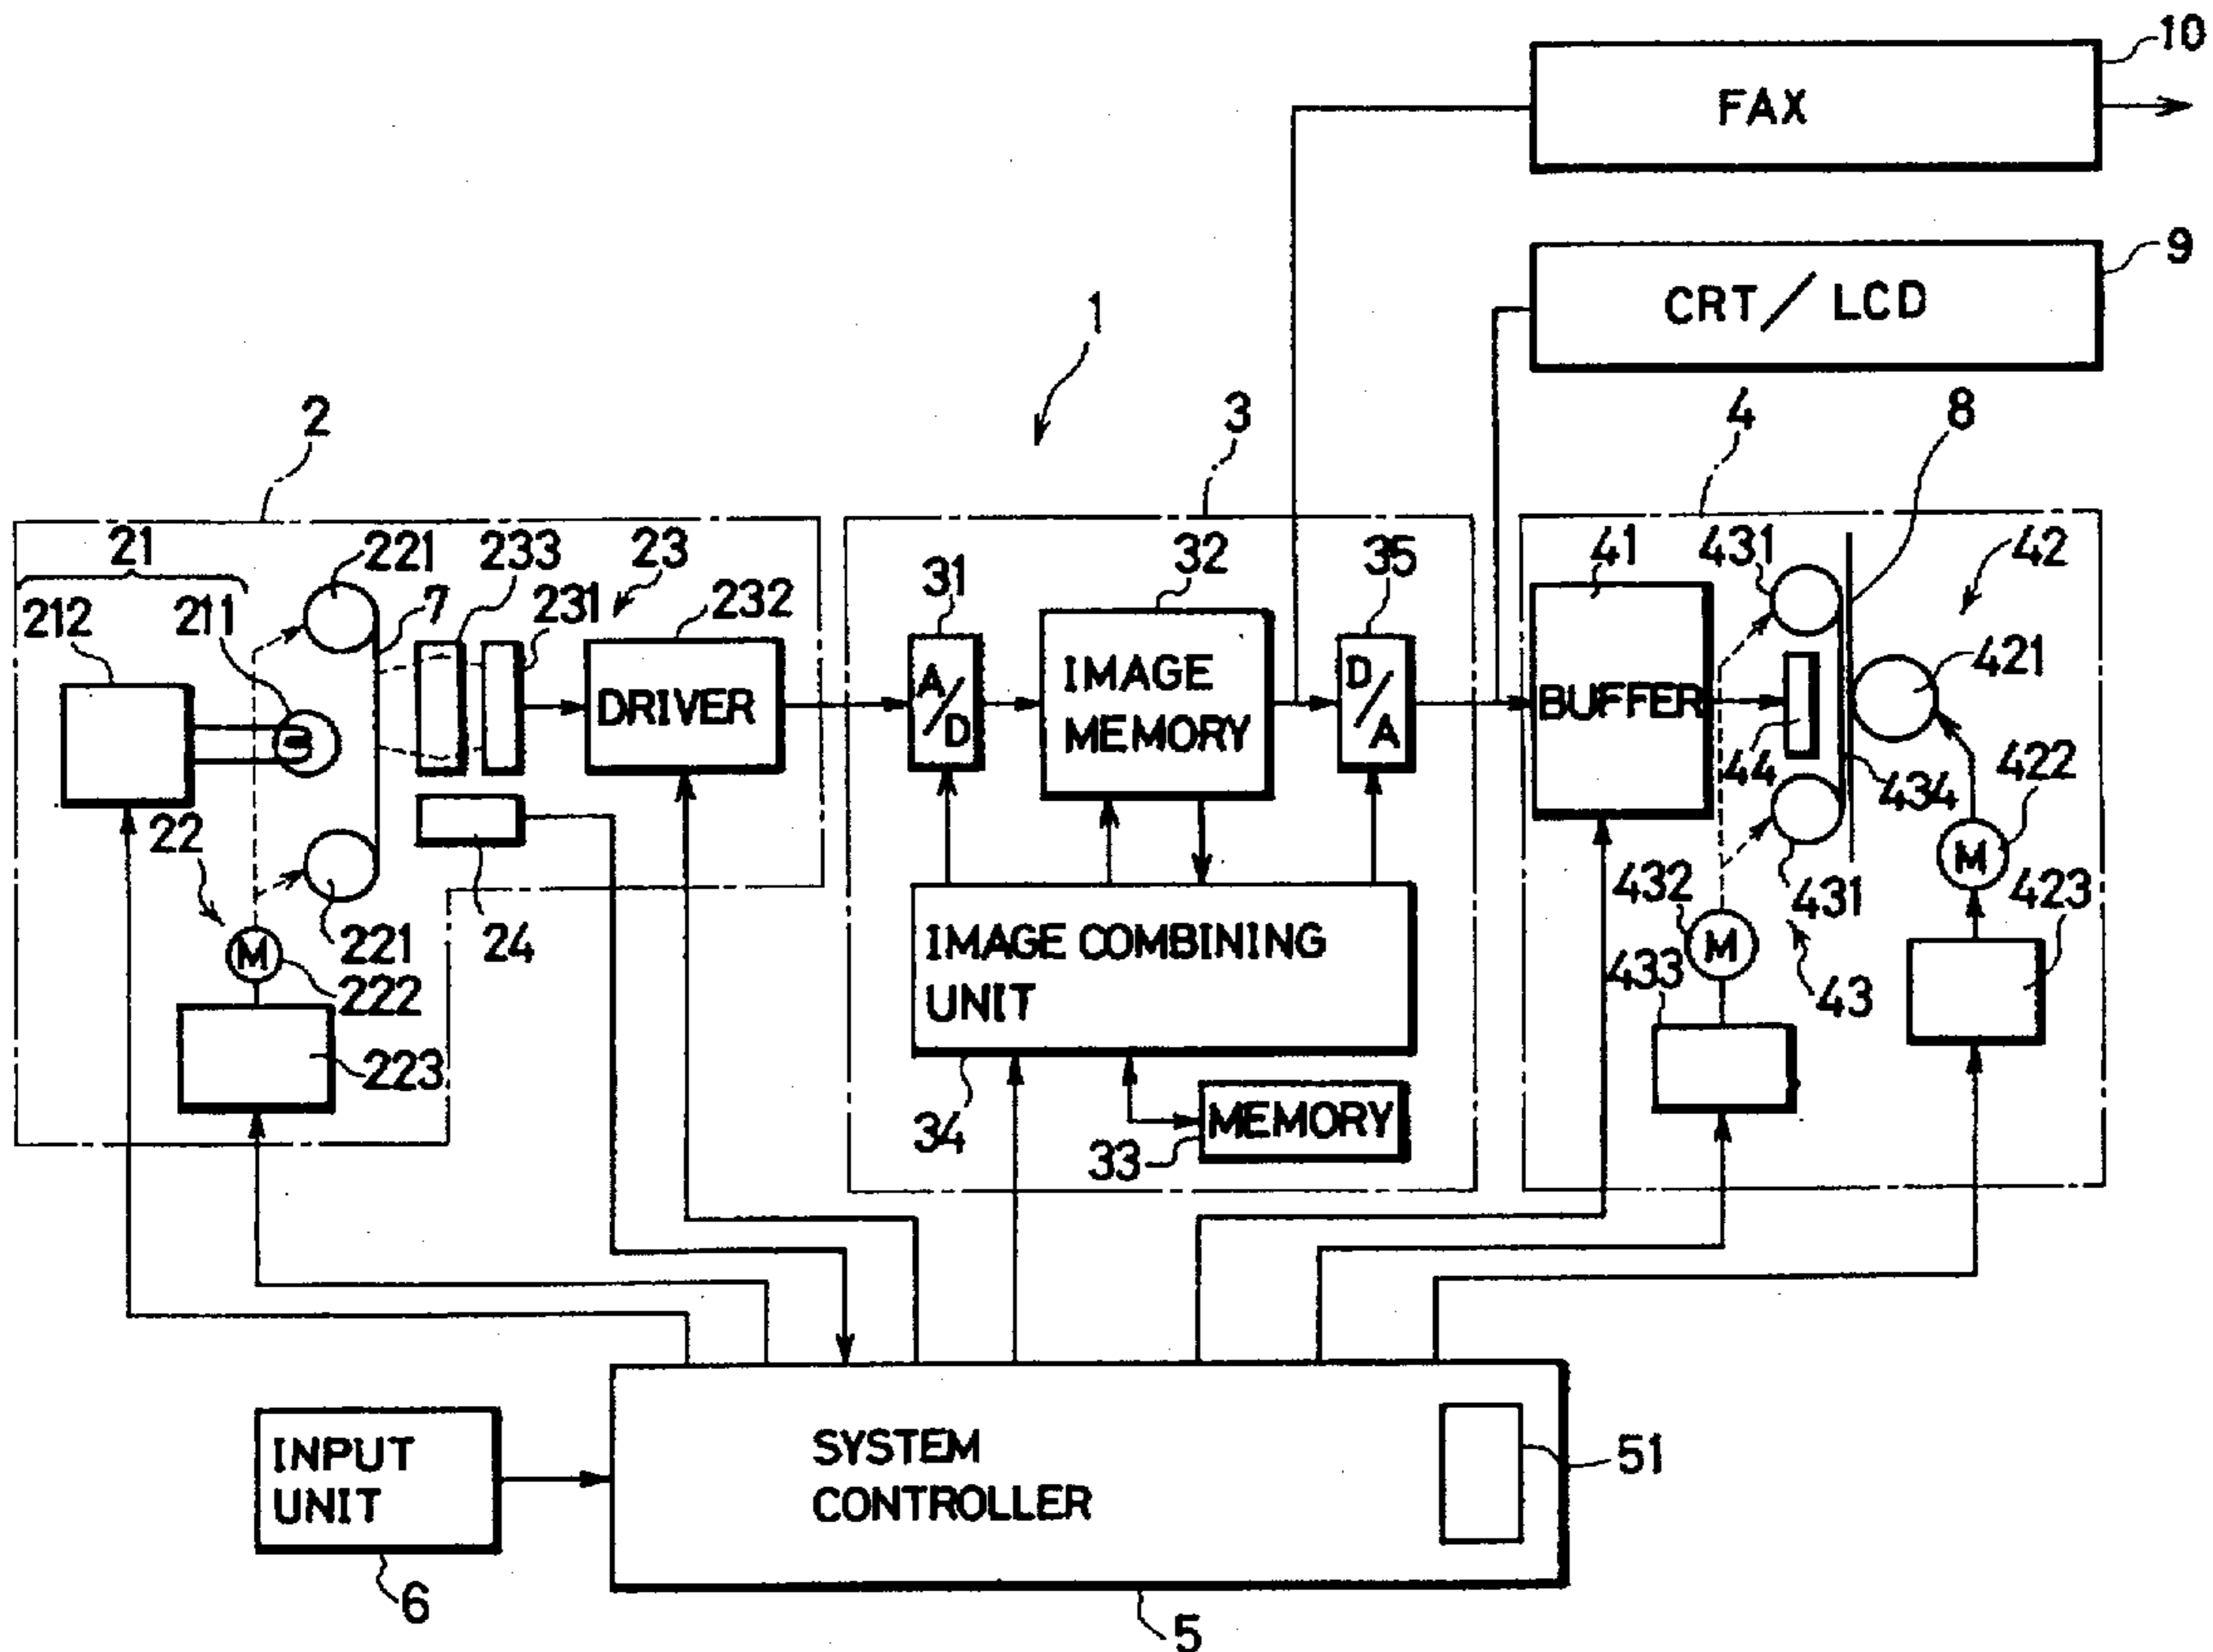 10
FAX
9
CRT/LCD
1
2
3
4
8
21
221
233
23
31
32
35
41
431
42
212
211
7
231
232
DRIVER
A/D
IMAGE
MEMORY
D/A
BUFFER
44
421
422
434
22
221
24
M
222
223
IMAGE COMBINING
UNIT
34
33
MEMORY
432
431
M
423
433
M
43
INPUT
UNIT
6
SYSTEM
CONTROLLER
51
5